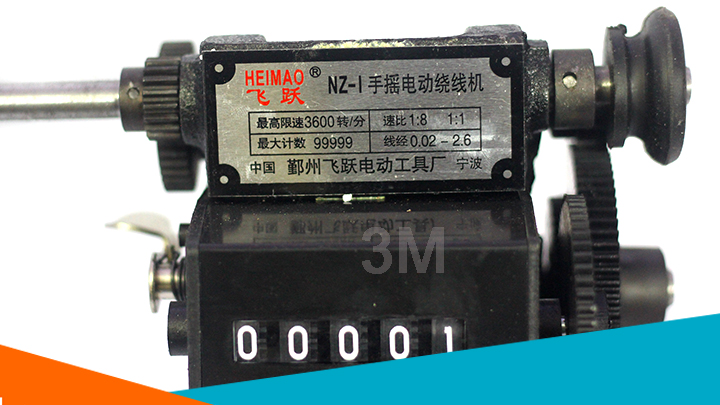 HEIMAO ®
飞跃
NZ-1 手摇电动绕线机
最高限速3600 转/分 速比 1:8 1:1
最大计数 99999 线径 0.02 - 2.6
中国 鄞州飞跃电动工具厂 宁波
3M
00001